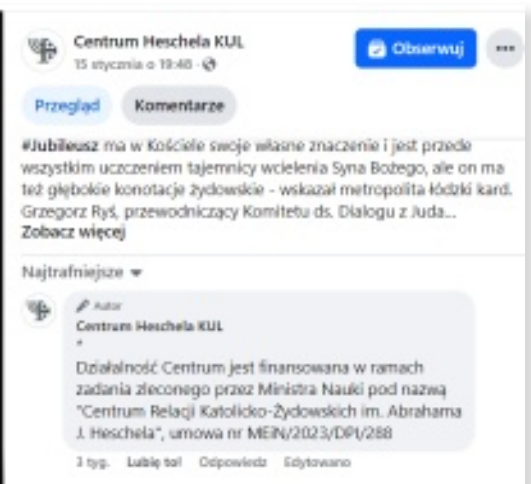 Centrum Heschela KUL
15 stycznia o 19:48 ·
Obserwuj
Przegląd
Komentarze
#Jubileusz ma w Kościele swoje własne znaczenie i jest przede
wszystkim uczczeniem tajemnicy wcielenia Syna Bożego, ale on ma
też głębokie konotacje żydowskie - wskazał metropolita łódzki kard.
Grzegorz Ryś, przewodniczący Komitetu ds. Dialogu z Juda...
Zobacz więcej
Najtrafniejsze
Autor
Centrum Heschela KUL
*
Działalność Centrum jest finansowana w ramach
zadania zleconego przez Ministra Nauki pod nazwą
"Centrum Relacji Katolicko-Żydowskich im. Abrahama
J. Heschela", umowa nr MEiN/2023/DPI/288
3 tyg. Lubię to! Odpowiedz Edytowano